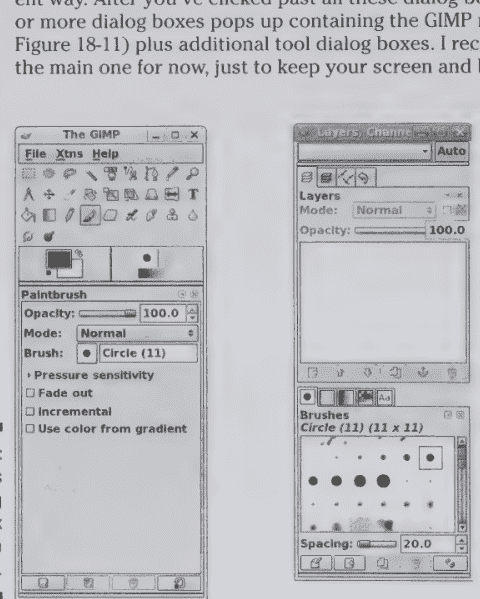 ent way. After you've clicked past all these dialog
or more dialog boxes pops up containing the GIMP
Figure 18-11) plus additional tool dialog boxes. I
the main one for now, just to keep your screen and
The GIMP
File Xtns Help
Paintbrush
Opacity: 100.0
Mode: Normal
Brush: Circle (11)
Pressure sensitivity
Fade out
Incremental
Use color from gradient
Layers,
Auto
Layers
Mode: Normal
Opacity: 100.0
Aa
Brushes
Circle (11) (11 x 11)
Spacing: 20.0